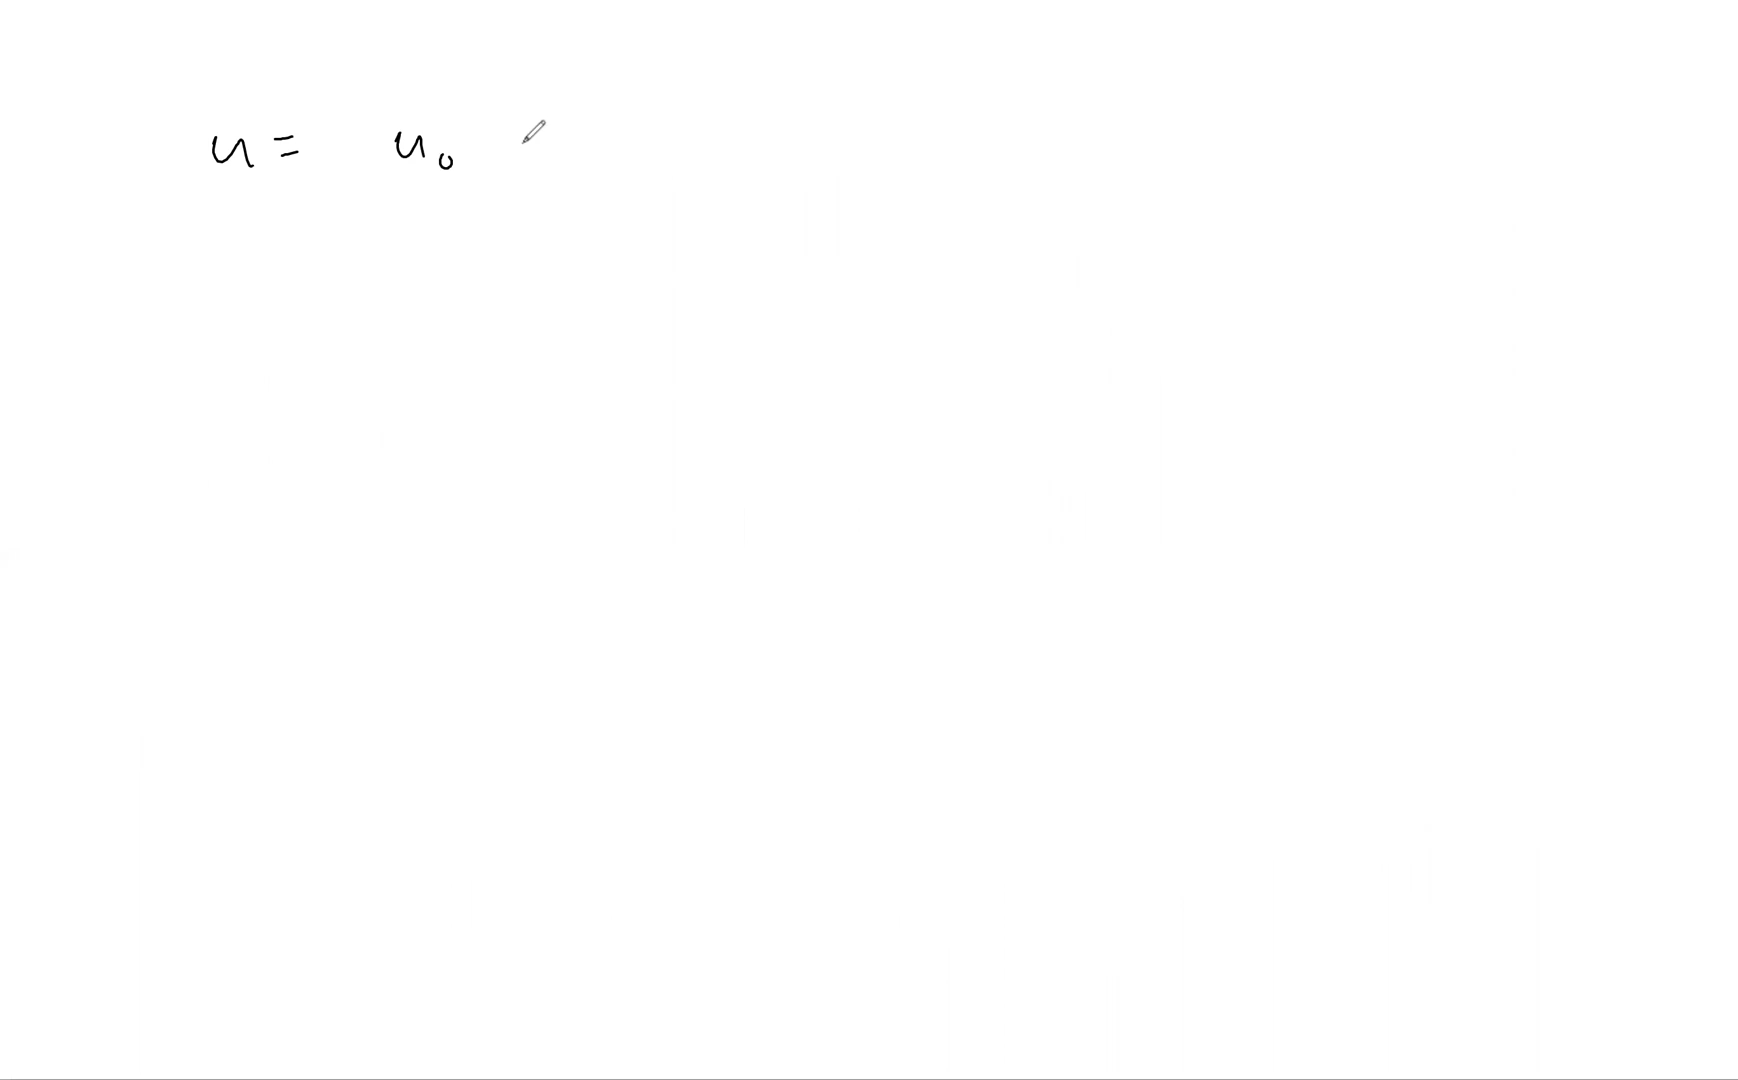 u = u₀